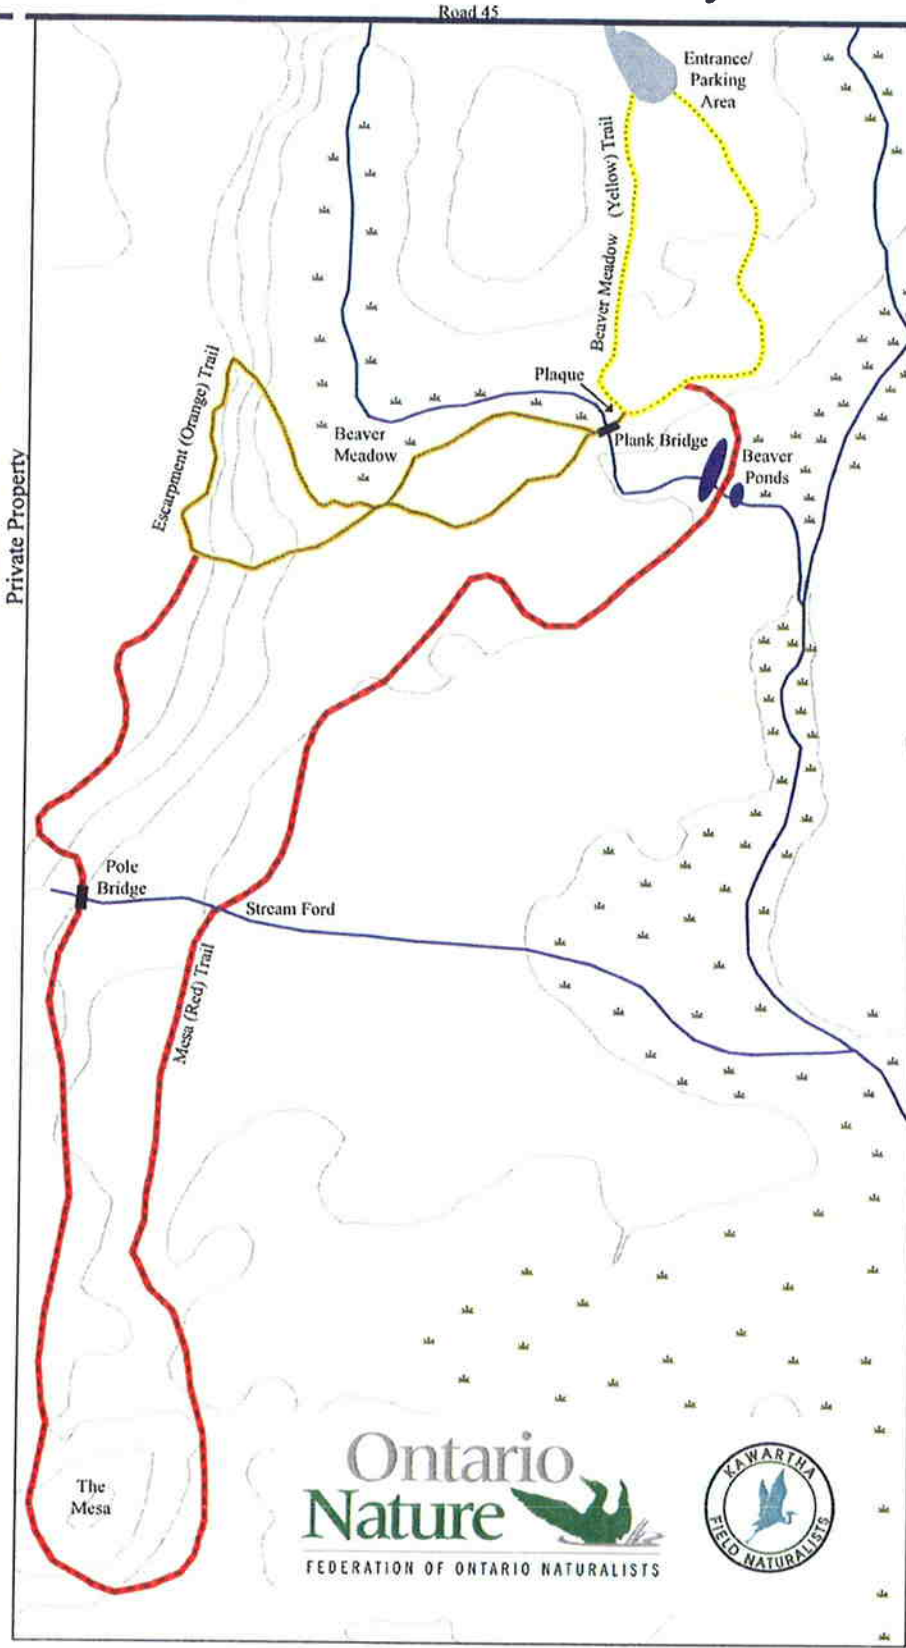 Road 45
Entrance/
Parking
Area
Beaver Meadow (Yellow) Trail
Plaque
Escarpment (Orange) Trail
Beaver
Meadow
Plank Bridge
Beaver
Ponds
Private Property
Pole
Bridge
Stream Ford
Mesa (Red) Trail
The
Mesa
Ontario
Nature
FEDERATION OF ONTARIO NATURALISTS
KAWARTHA
FIELD NATURALISTS